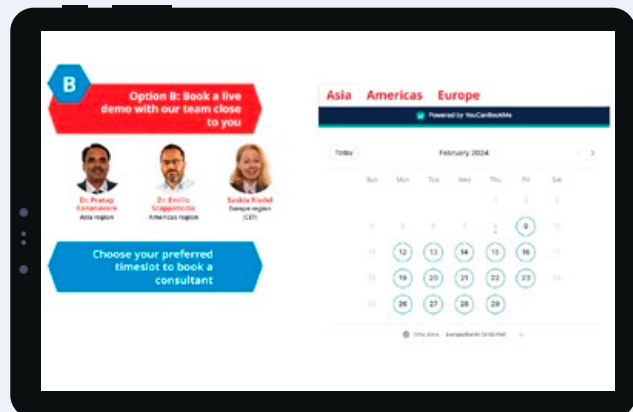 B
Option B: Book a live
demo with our team close
to you
Dr. Pratap
Asia region
Dr. Emilio
Scappaticcio
Americas region
Saskia Riedel
Europe region
(CET)
Choose your preferred
timeslot to book a
consultant
Asia Americas Europe
Powered by YouCanBookMe
Today February 2024
Sun Mon Tue Wed Thu Fri Sat
1 2 3
4 5 6 7 8 9 10
11 12 13 14 15 16 17
18 19 20 21 22 23 24
25 26 27 28 29
Time zone